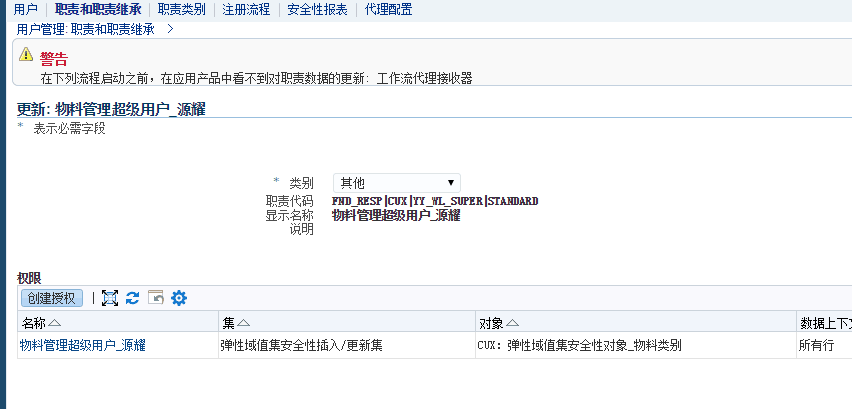 用户 职责和职责继承 职责类别 注册流程 安全性报表 代理配置
用户管理: 职责和职责继承 >
警告
在下列流程启动之前，在应用产品中看不到对职责数据的更新：工作流代理接收器
更新: 物料管理超级用户_源耀
* 表示必需字段
* 类别 其他
职责代码 FND_RESP|CUX|YY_WL_SUPER|STANDARD
显示名称 物料管理超级用户_源耀
说明
权限
创建授权
名称 集 对象 数据上下文
物料管理超级用户_源耀 弹性域值集安全性插入/更新集 CUX: 弹性域值集安全性对象_物料类别 所有行